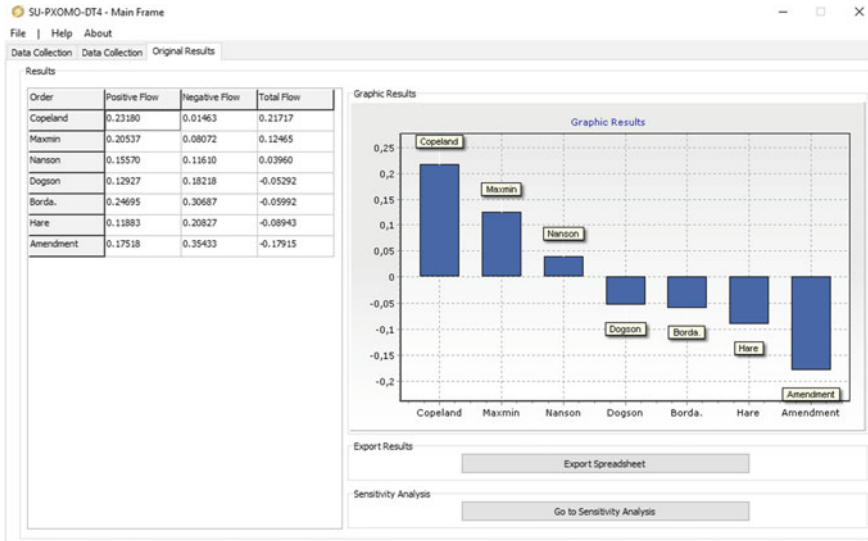 SU-PXOMO-DT4 - Main Frame
File | Help About
Data Collection Data Collection Original Results
Results
Order Positive Flow Negative Flow Total Flow
Copeland 0.23180 0.01463 0.21717
Maxmin 0.20537 0.08072 0.12465
Nanson 0.15570 0.11610 0.03960
Dogson 0.12927 0.18218 -0.05292
Borda. 0.24695 0.30687 -0.05992
Hare 0.11883 0.20827 -0.08943
Amendment 0.17518 0.35433 -0.17915
Graphic Results
Graphic Results
0,25
0,2
0,15
0,1
0,05
0
-0,05
-0,1
-0,15
-0,2
Copeland
Maxmin
Nanson
Dogson
Borda.
Hare
Amendment
Copeland Maxmin Nanson Dogson Borda. Hare Amendment
Export Results
Export Spreadsheet
Sensitivity Analysis
Go to Sensitivity Analysis